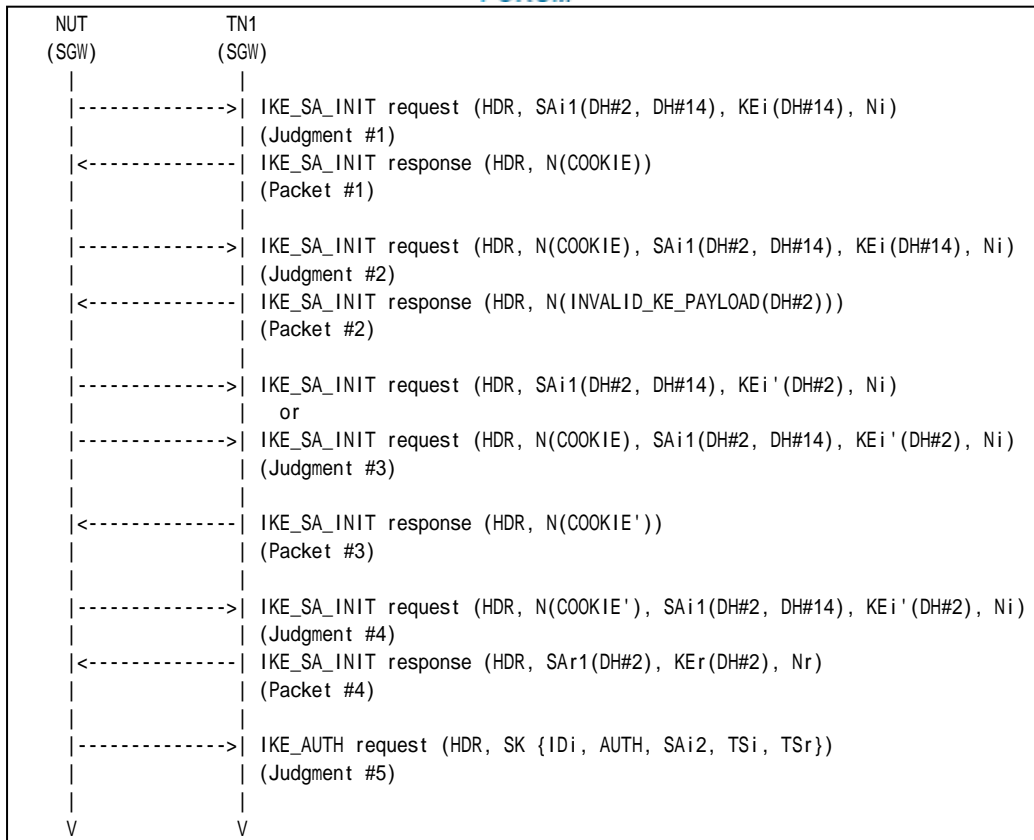 NUT TN1
(SGW) (SGW)
| |
|-------------->| IKE_SA_INIT request (HDR, SAi1(DH#2, DH#14), KEi(DH#14), Ni)
| | (Judgment #1)
|<--------------| IKE_SA_INIT response (HDR, N(COOKIE))
| | (Packet #1)
| |
|-------------->| IKE_SA_INIT request (HDR, N(COOKIE), SAi1(DH#2, DH#14), KEi(DH#14), Ni)
| | (Judgment #2)
|<--------------| IKE_SA_INIT response (HDR, N(INVALID_KE_PAYLOAD(DH#2)))
| | (Packet #2)
| |
|-------------->| IKE_SA_INIT request (HDR, SAi1(DH#2, DH#14), KEi'(DH#2), Ni)
| | or
|-------------->| IKE_SA_INIT request (HDR, N(COOKIE), SAi1(DH#2, DH#14), KEi'(DH#2), Ni)
| | (Judgment #3)
| |
|<--------------| IKE_SA_INIT response (HDR, N(COOKIE'))
| | (Packet #3)
| |
|-------------->| IKE_SA_INIT request (HDR, N(COOKIE'), SAi1(DH#2, DH#14), KEi'(DH#2), Ni)
| | (Judgment #4)
|<--------------| IKE_SA_INIT response (HDR, SAr1(DH#2), KEr(DH#2), Nr)
| | (Packet #4)
| |
|-------------->| IKE_AUTH request (HDR, SK {IDi, AUTH, SAi2, TSi, TSr})
| | (Judgment #5)
| |
V V